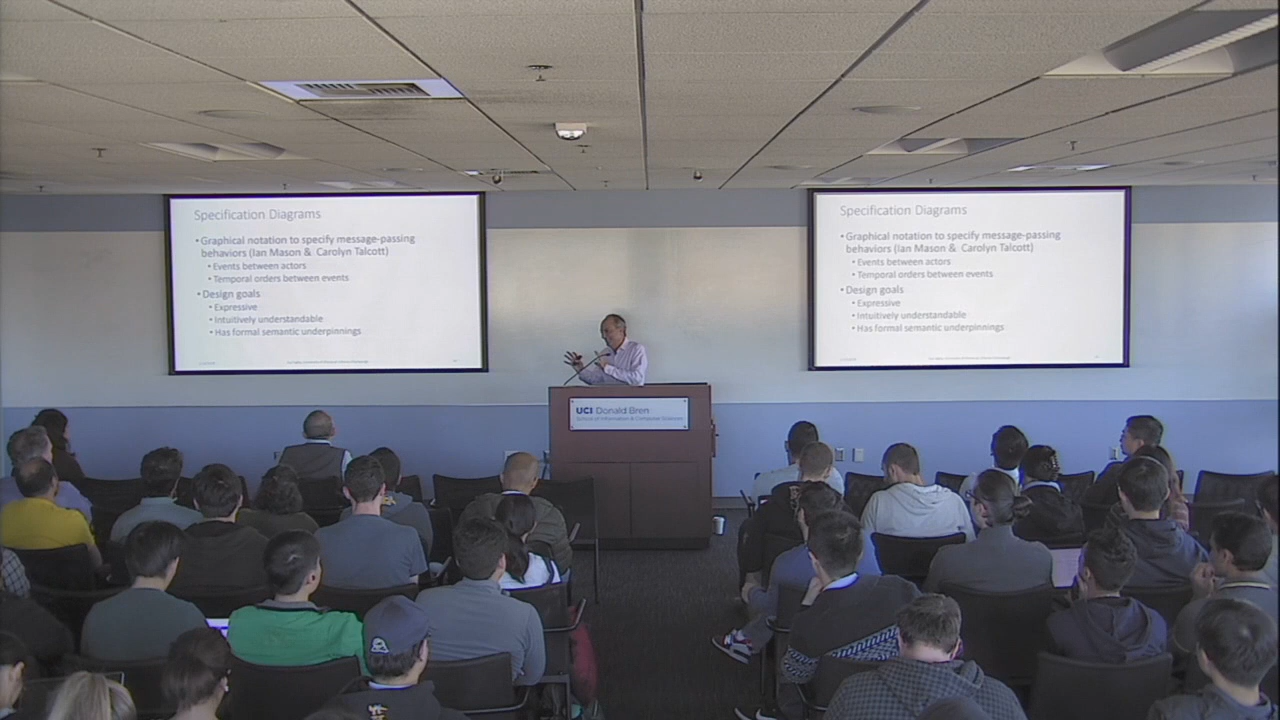 Specification Diagrams
• Graphical notation to specify message-passing
behaviors (Ian Mason & Carolyn Talcott)
• Events between actors
• Temporal orders between events
• Design goals
• Expressive
• Intuitively understandable
• Has formal semantic underpinnings
Specification Diagrams
• Graphical notation to specify message-passing
behaviors (Ian Mason & Carolyn Talcott)
• Events between actors
• Temporal orders between events
• Design goals
• Expressive
• Intuitively understandable
• Has formal semantic underpinnings
UCI Donald Bren
School of Information & Computer Sciences